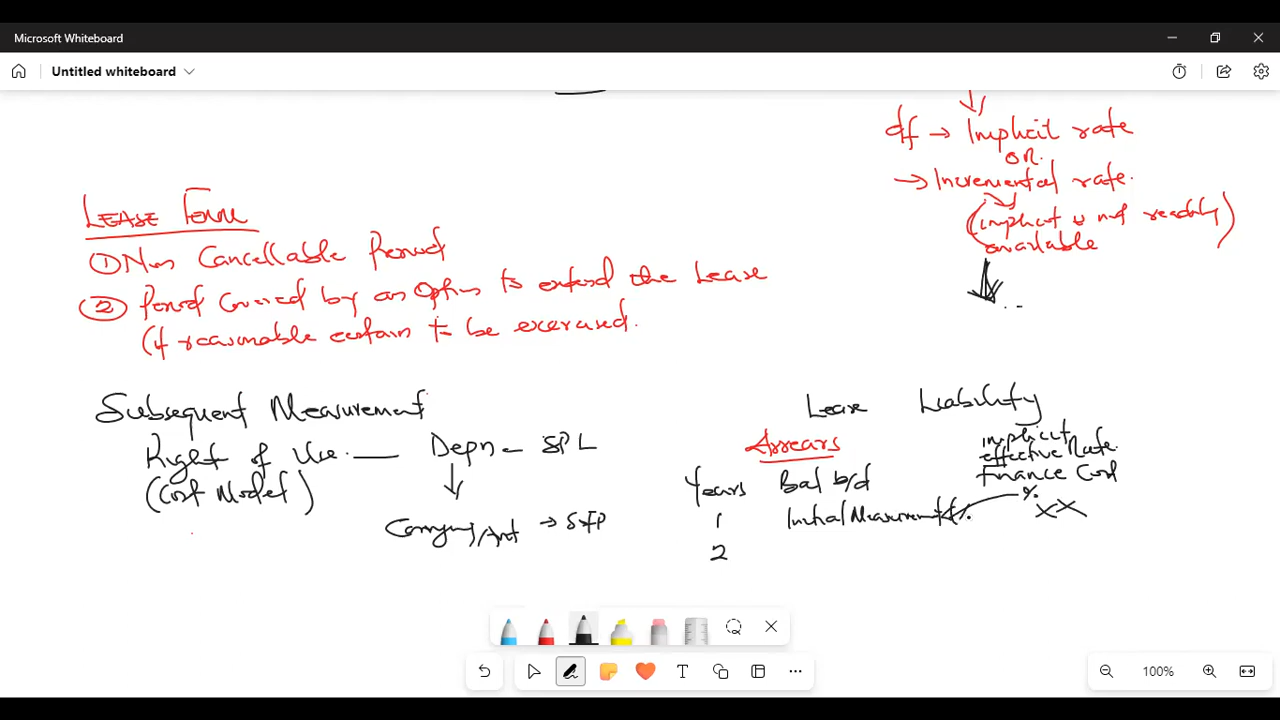 Microsoft Whiteboard
Untitled whiteboard
df → Implicit rate
OR.
→ Incremental rate.
(implicit is not readily
available)
LEASE TERM
① Non Cancellable Period
② Period Covered by an Option to extend the Lease
(if reasonable certain to be exercised.
Subsequent Measurement
Right of Use — Depn – SPL
(Cost Model)
Carrying Amt → SFP
Lease Liability
Arrears
implicit
effective Rate.
Years Bal b/d Finance Cost
%
1 Initial Measurement XX
2
100%